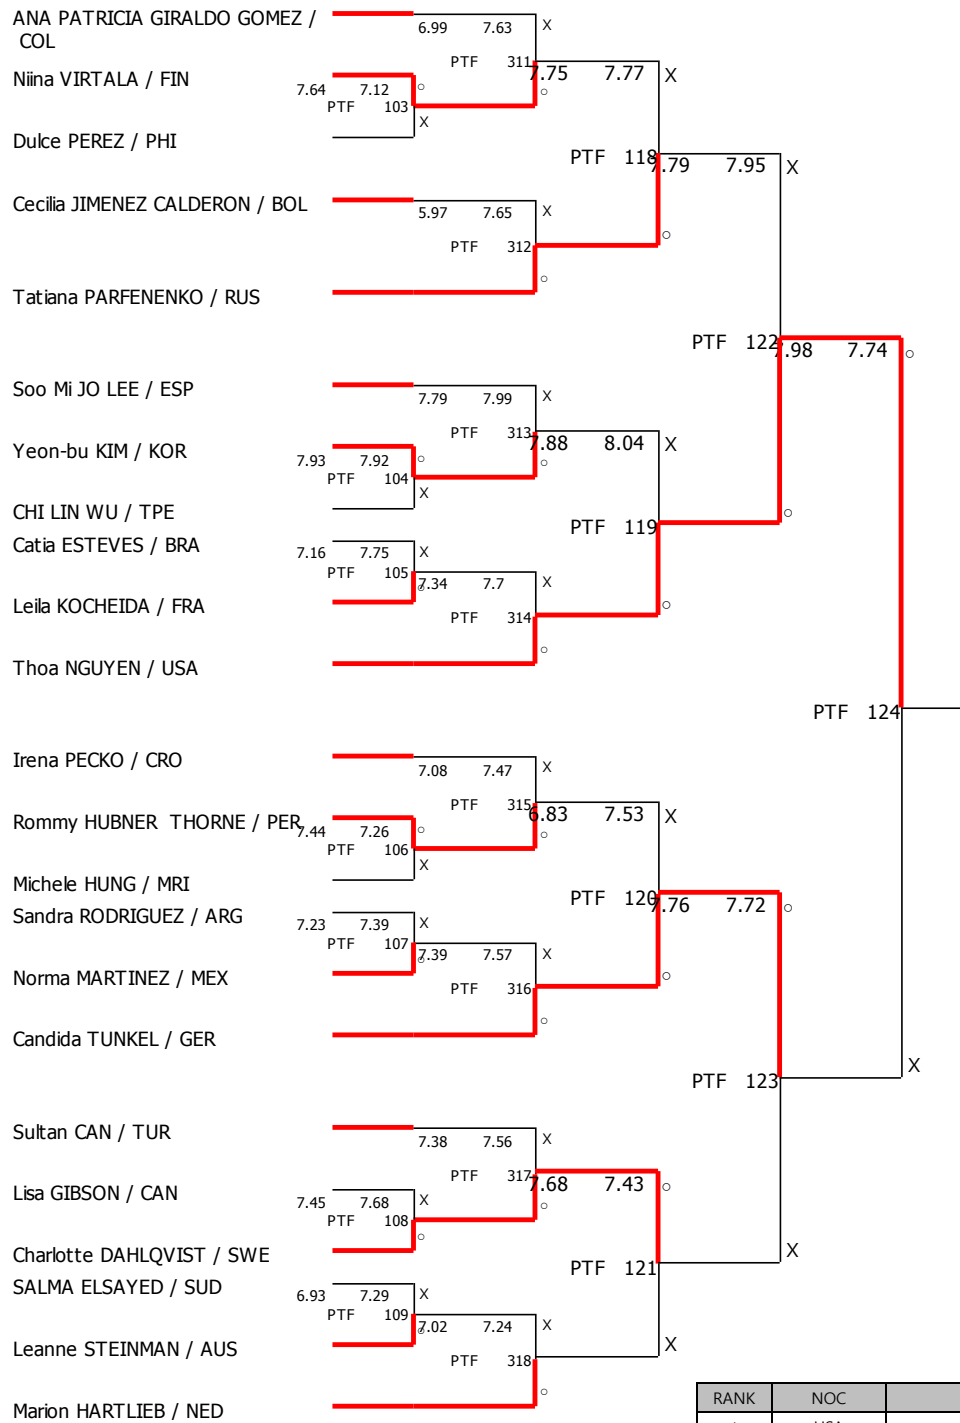 ANA PATRICIA GIRALDO GOMEZ /
COL
6.99 7.63 X
PTF 311
7.75 7.77 X
Niina VIRTALA / FIN
7.64 7.12 ○
PTF 103
○
X
Dulce PEREZ / PHI
PTF 118
7.95 X
Cecilia JIMENEZ CALDERON / BOL
5.97 7.65 X
PTF 312
○
○
Tatiana PARFENENKO / RUS
PTF 122
7.74 ○
Soo Mi JO LEE / ESP
7.79 7.99 X
PTF 313
7.88 8.04 X
Yeon-bu KIM / KOR
7.93 7.92 ○
PTF 104
○
X
CHI LIN WU / TPE
○
PTF 119
Catia ESTEVES / BRA
7.16 7.75 X
PTF 105
7.34 7.7 X
Leila KOCHEIDA / FRA
○
PTF 314
○
Thoa NGUYEN / USA
PTF 124
Irena PECKO / CRO
7.08 7.47 X
PTF 315
6.83 7.53 X
Rommy HUBNER THORNE / PER
7.44 7.26 ○
PTF 106
○
X
Michele HUNG / MRI
PTF 120
7.76 7.72 ○
Sandra RODRIGUEZ / ARG
7.23 7.39 X
PTF 107
7.39 7.57 X
Norma MARTINEZ / MEX
○
PTF 316
○
Candida TUNKEL / GER
X
PTF 123
Sultan CAN / TUR
7.38 7.56 X
PTF 317
7.68 7.43 ○
Lisa GIBSON / CAN
7.45 7.68 X
PTF 108
○
○
Charlotte DAHLQVIST / SWE
X
PTF 121
SALMA ELSAYED / SUD
6.93 7.29 X
PTF 109
7.02 7.24 X
Leanne STEINMAN / AUS
X
PTF 318
○
Marion HARTLIEB / NED
RANK NOC